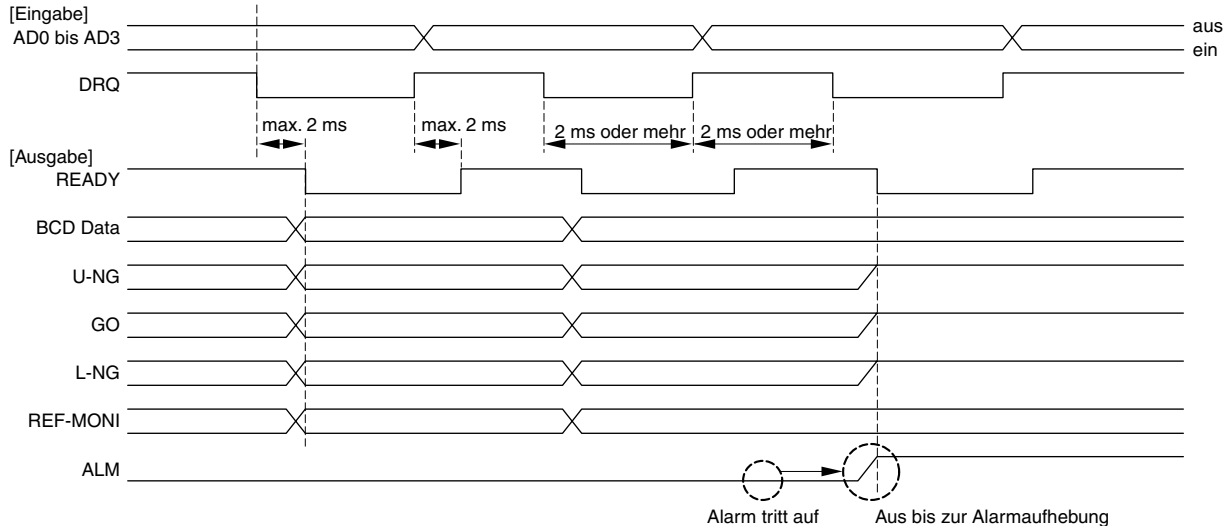 [Eingabe]
AD0 bis AD3
aus
ein
DRQ
max. 2 ms
max. 2 ms
2 ms oder mehr
2 ms oder mehr
[Ausgabe]
READY
BCD Data
U-NG
GO
L-NG
REF-MONI
ALM
Alarm tritt auf
Aus bis zur Alarmaufhebung